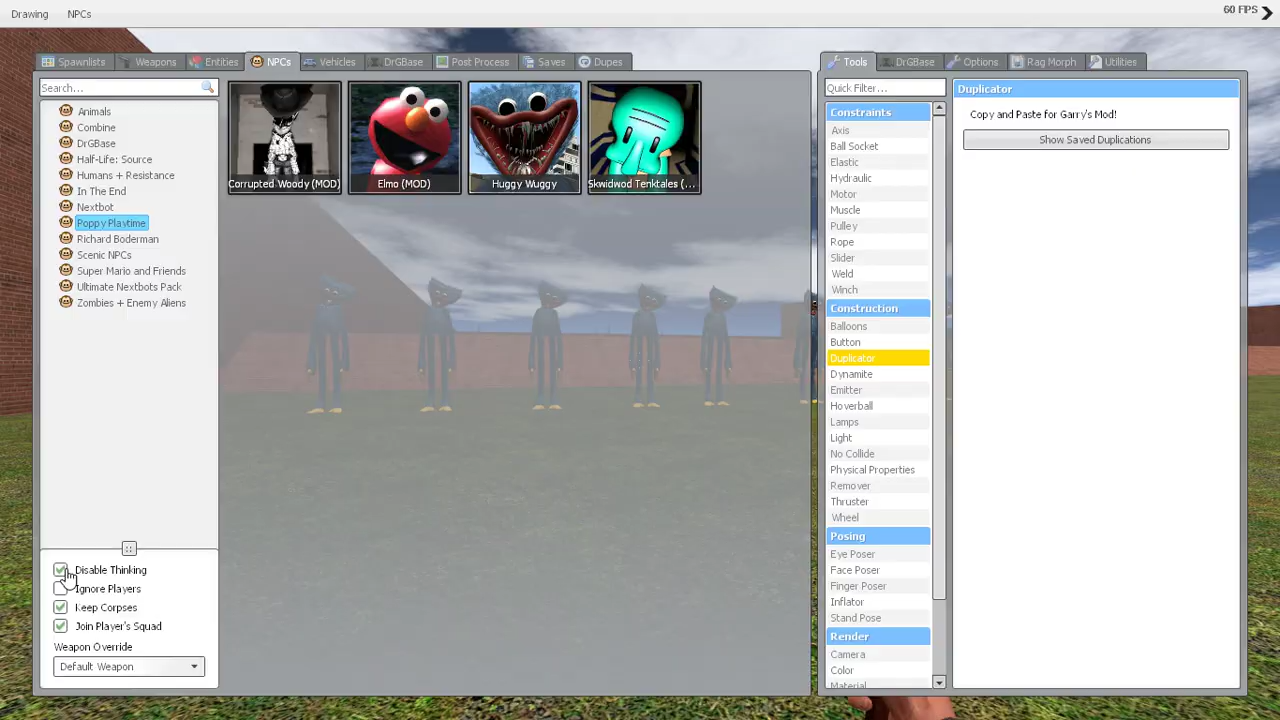 Drawing NPCs
60 FPS
Spawnlists Weapons Entities NPCs Vehicles DrGBase Post Process Saves Dupes
Search...
Animals
Combine
DrGBase
Half-Life: Source
Humans + Resistance
In The End
Nextbot
Poppy Playtime
Richard Boderman
Scenic NPCs
Super Mario and Friends
Ultimate Nextbots Pack
Zombies + Enemy Aliens
Corrupted Woody (MOD) Elmo (MOD) Huggy Wuggy Skwidwod Tenktales (...
Disable Thinking
Ignore Players
Keep Corpses
Join Player's Squad
Weapon Override
Default Weapon
Tools DrGBase Options Rag Morph Utilities
Quick Filter...
Constraints
Axis
Ball Socket
Elastic
Hydraulic
Motor
Muscle
Pulley
Rope
Slider
Weld
Winch
Construction
Balloons
Button
Duplicator
Dynamite
Emitter
Hoverball
Lamps
Light
No Collide
Physical Properties
Remover
Thruster
Wheel
Posing
Eye Poser
Face Poser
Finger Poser
Inflator
Stand Pose
Render
Camera
Color
Material
Duplicator
Copy and Paste for Garry's Mod!
Show Saved Duplications